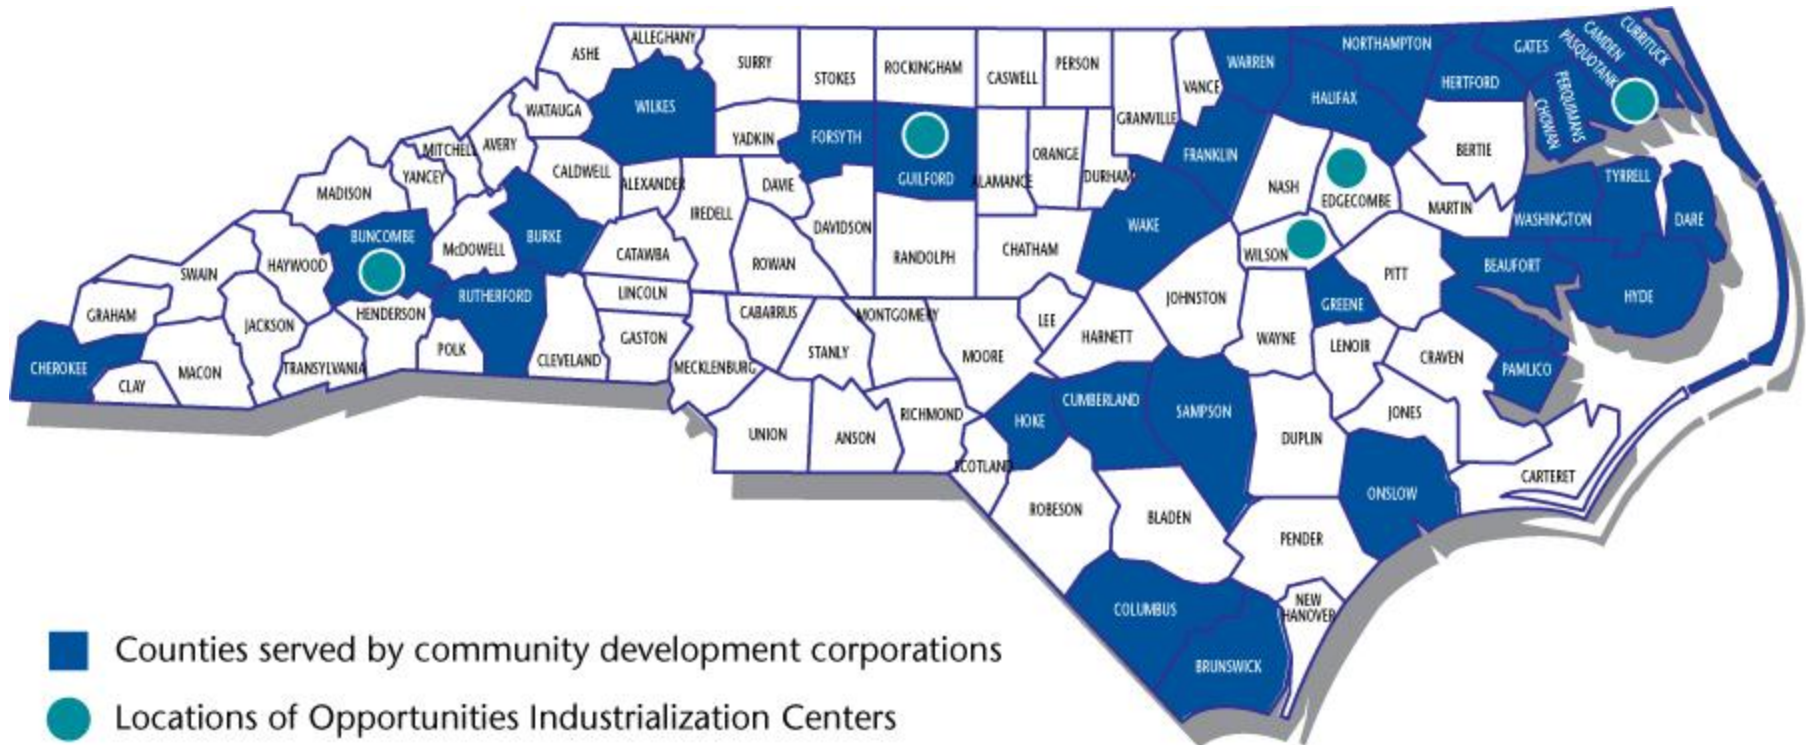 ASHE
ALLEGHANY
SURRY
STOKES
ROCKINGHAM
CASWELL
PERSON
VANCE
WARREN
NORTHAMPTON
GATES
CAMDEN
PASQUOTANK
CURRITUCK
HERTFORD
HALIFAX
PERQUIMANS
CHOWAN
WATAUGA
WILKES
YADKIN
FORSYTH
GUILFORD
ALAMANCE
ORANGE
DURHAM
GRANVILLE
FRANKLIN
NASH
EDGECOMBE
BERTIE
MARTIN
WASHINGTON
TYRRELL
DARE
MITCHELL
AVERY
YANCEY
MADISON
CALDWELL
ALEXANDER
IREDELL
DAVIE
DAVIDSON
RANDOLPH
CHATHAM
WAKE
WILSON
PITT
BEAUFORT
HYDE
BUNCOMBE
McDOWELL
BURKE
CATAWBA
ROWAN
HAYWOOD
SWAIN
GRAHAM
JACKSON
HENDERSON
RUTHERFORD
LINCOLN
GASTON
CABARRUS
MONTGOMERY
STANLY
MOORE
LEE
HARNETT
JOHNSTON
GREENE
WAYNE
LENOIR
CRAVEN
PAMLICO
CHEROKEE
CLAY
MACON
TRANSYLVANIA
POLK
CLEVELAND
MECKLENBURG
UNION
ANSON
RICHMOND
SCOTLAND
HOKE
CUMBERLAND
SAMPSON
DUPLIN
JONES
ONSLOW
CARTERET
ROBESON
BLADEN
PENDER
NEW
HANOVER
COLUMBUS
BRUNSWICK
Counties served by community development corporations
Locations of Opportunities Industrialization Centers